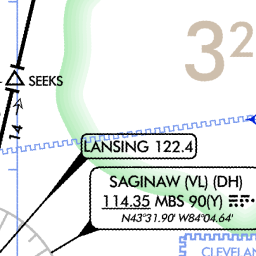 3²
SEEKS
14
LANSING 122.4
SAGINAW (VL) (DH)
114.35 MBS 90(Y)
N43°31.90' W84°04.64'
CLEVELAN